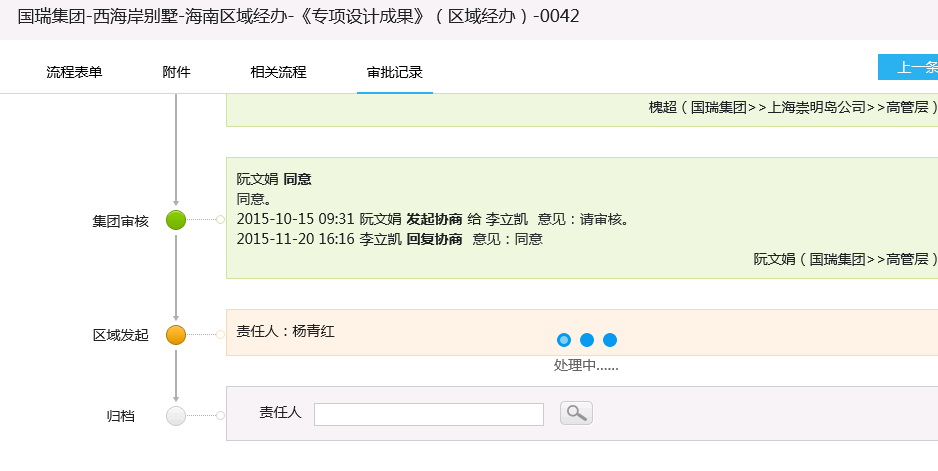 国瑞集团-西海岸别墅-海南区域经办-《专项设计成果》（区域经办）-0042
流程表单 附件 相关流程 审批记录 上一条
槐超（国瑞集团>>上海崇明岛公司>>高管层）
阮文娟 同意
同意。
集团审核
2015-10-15 09:31 阮文娟 发起协商 给 李立凯 意见：请审核。
2015-11-20 16:16 李立凯 回复协商 意见：同意
阮文娟（国瑞集团>>高管层）
区域发起 责任人：杨青红
处理中......
归档 责任人